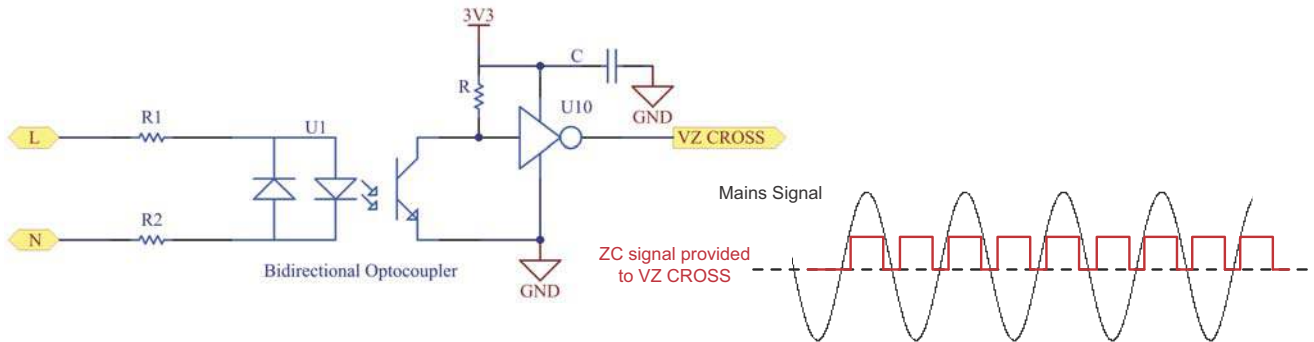 3V3
C
R
GND
U10
R1
U1
L
VZ CROSS
R2
N
Bidirectional Optocoupler
GND
Mains Signal
ZC signal provided
to VZ CROSS